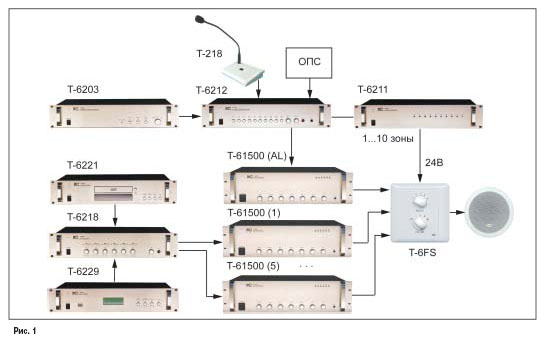 T-218
ОПС
T-6203
T-6212
T-6211
1...10 зоны
24В
T-61500 (AL)
T-6221
T-6218
T-61500 (1)
T-6FS
T-6229
T-61500 (5)
. . .
Рис. 1